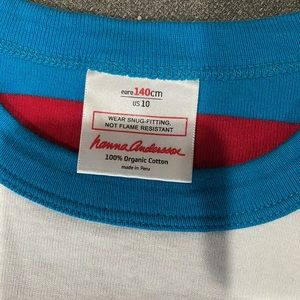 euro 140cm
US 10
WEAR SNUG-FITTING,
NOT FLAME RESISTANT
hanna Andersson
100% Organic Cotton
made in Peru